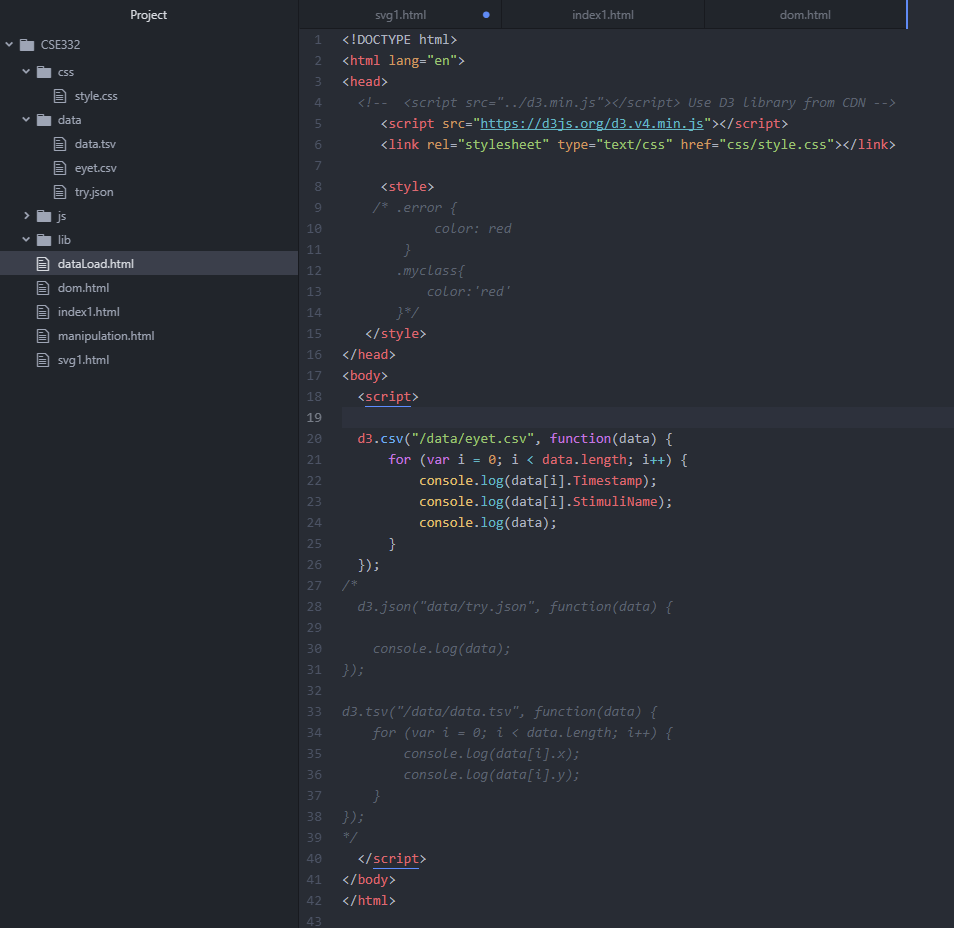 Project
CSE332
css
style.css
data
data.tsv
eyet.csv
try.json
js
lib
dataLoad.html
dom.html
index1.html
manipulation.html
svg1.html
svg1.html index1.html dom.html
1 <!DOCTYPE html>
2 <html lang="en">
3 <head>
4 <!--  <script src="../d3.min.js"></script> Use D3 library from CDN -->
5 <script src="https://d3js.org/d3.v4.min.js"></script>
6 <link rel="stylesheet" type="text/css" href="css/style.css"></link>
7
8 <style>
9 /* .error {
10 color: red
11 }
12 .myclass{
13 color:'red'
14 }*/
15 </style>
16 </head>
17 <body>
18 <script>
19
20 d3.csv("/data/eyet.csv", function(data) {
21 for (var i = 0; i < data.length; i++) {
22 console.log(data[i].Timestamp);
23 console.log(data[i].StimuliName);
24 console.log(data);
25 }
26 });
27 /*
28 d3.json("data/try.json", function(data) {
29
30 console.log(data);
31 });
32
33 d3.tsv("/data/data.tsv", function(data) {
34 for (var i = 0; i < data.length; i++) {
35 console.log(data[i].x);
36 console.log(data[i].y);
37 }
38 });
39 */
40 </script>
41 </body>
42 </html>
43